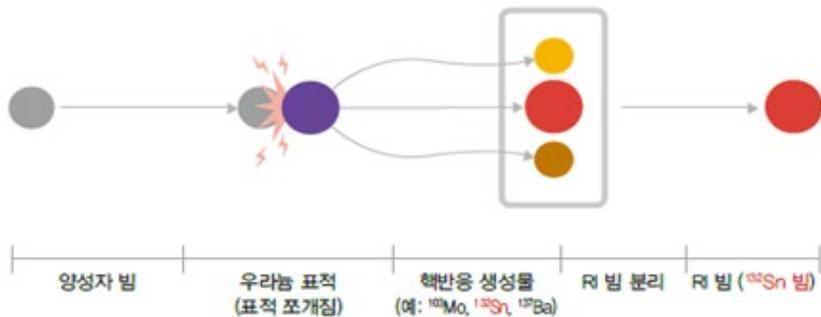 양성자 빔
우라늄 표적
(표적 쪼개짐)
핵반응 생성물
(예: ¹⁰³Mo, ¹³²Sn, ¹³⁷Ba)
RI 빔 분리
RI 빔 (¹³²Sn 빔)